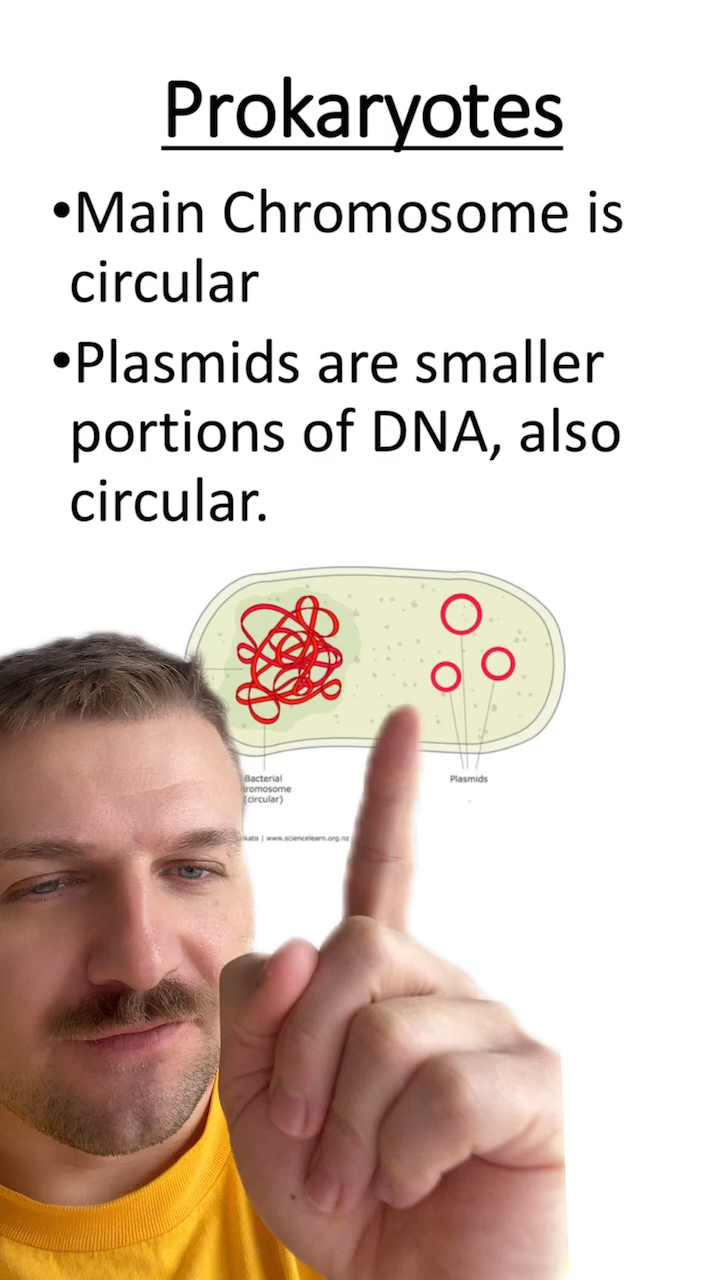 Prokaryotes
•Main Chromosome is
circular
•Plasmids are smaller
portions of DNA, also
circular.
Bacterial
romosome
(circular)
Plasmids
ikato | www.sciencelearn.org.nz